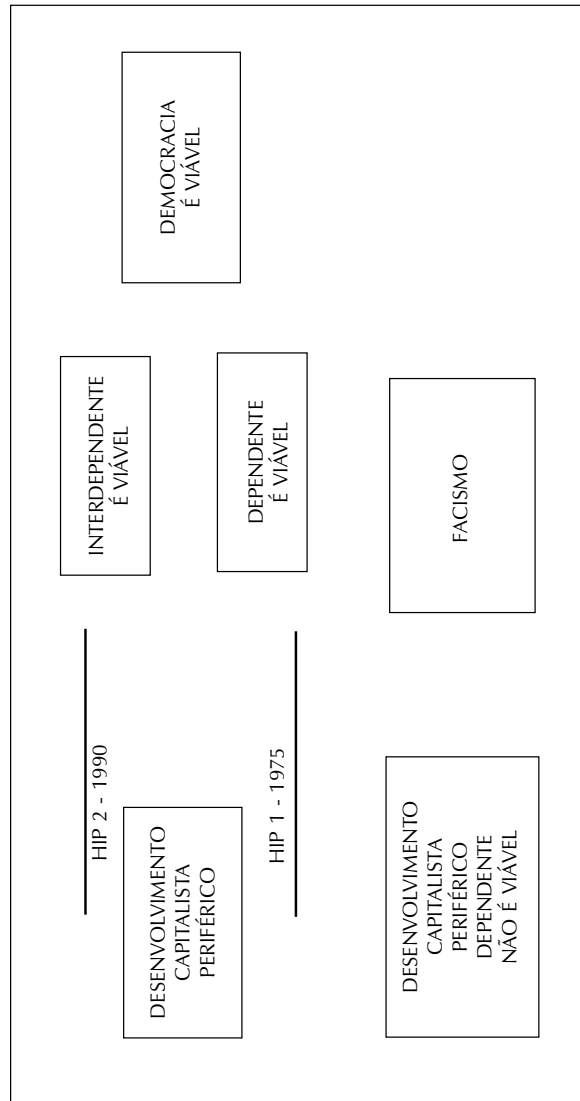 DESENVOLVIMENTO
CAPITALISTA
PERIFÉRICO
HIP 2 - 1990
INTERDEPENDENTE
É VIÁVEL
HIP 1 - 1975
DEPENDENTE
É VIÁVEL
DEMOCRACIA
É VIÁVEL
DESENVOLVIMENTO
CAPITALISTA
PERIFÉRICO
DEPENDENTE
NÃO É VIÁVEL
FACISMO